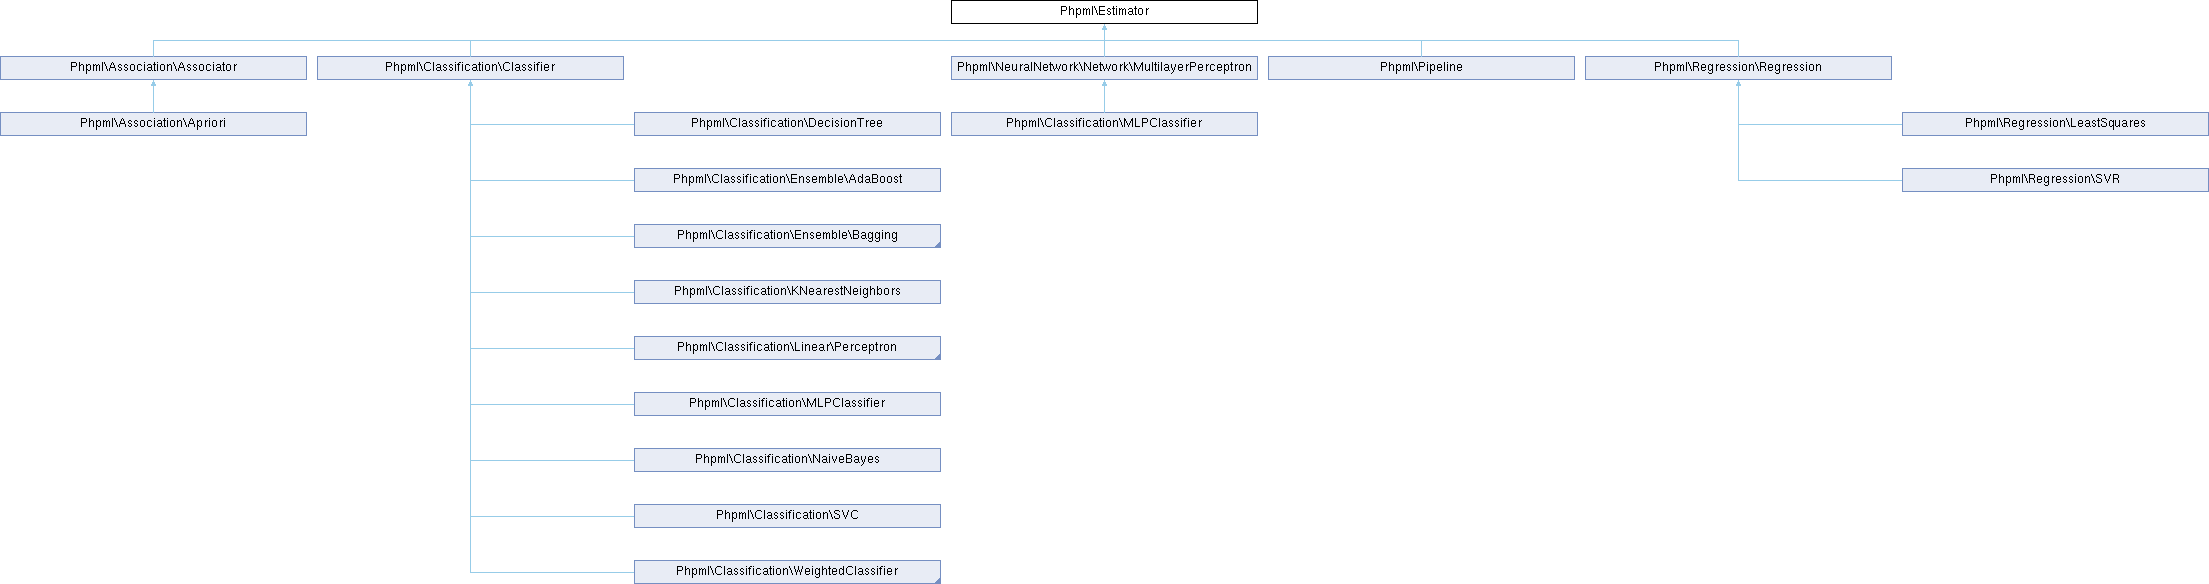 Phpml\Estimator
Phpml\Association\Associator
Phpml\Classification\Classifier
Phpml\NeuralNetwork\Network\MultilayerPerceptron
Phpml\Pipeline
Phpml\Regression\Regression
Phpml\Association\Apriori
Phpml\Classification\DecisionTree
Phpml\Classification\MLPClassifier
Phpml\Regression\LeastSquares
Phpml\Classification\Ensemble\AdaBoost
Phpml\Regression\SVR
Phpml\Classification\Ensemble\Bagging
Phpml\Classification\KNearestNeighbors
Phpml\Classification\Linear\Perceptron
Phpml\Classification\MLPClassifier
Phpml\Classification\NaiveBayes
Phpml\Classification\SVC
Phpml\Classification\WeightedClassifier